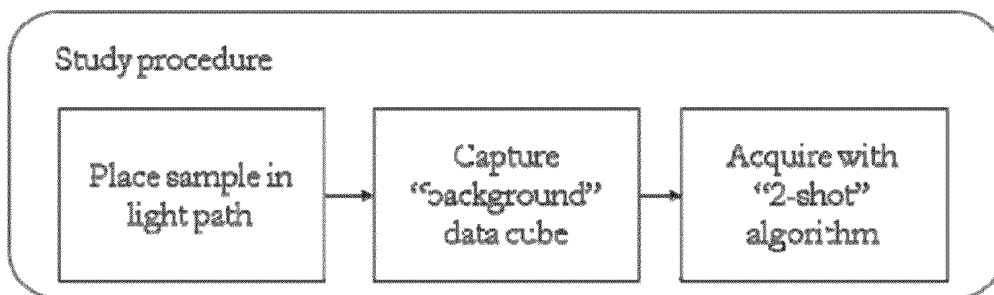 Study procedure
Place sample in
light path
Capture
“background”
data cube
Acquire with
“2-shot”
algorithm